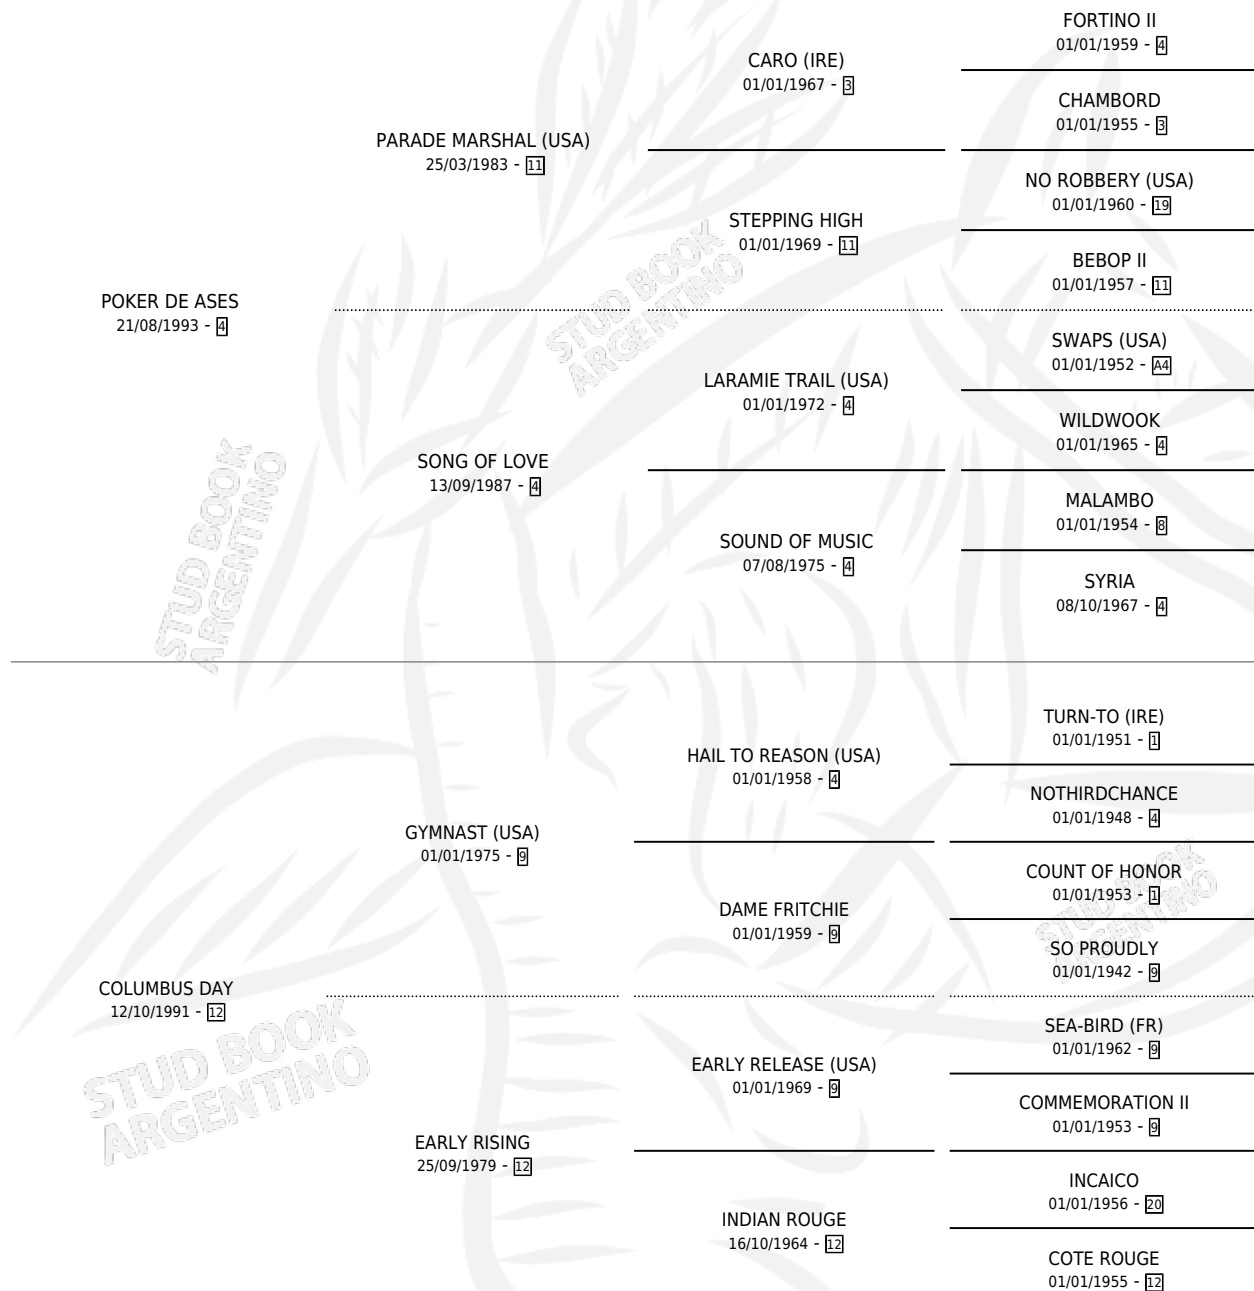 FORTINO II
01/01/1959 - 4
CARO (IRE)
01/01/1967 - 3
CHAMBORD
01/01/1955 - 3
PARADE MARSHAL (USA)
25/03/1983 - 11
NO ROBBERY (USA)
01/01/1960 - 19
STEPPING HIGH
01/01/1969 - 11
BEBOP II
01/01/1957 - 11
POKER DE ASES
21/08/1993 - 4
STUD BOOK
ARGENTINO
SWAPS (USA)
01/01/1952 - A4
LARAMIE TRAIL (USA)
01/01/1972 - 4
WILDWOOK
01/01/1965 - 4
SONG OF LOVE
13/09/1987 - 4
MALAMBO
01/01/1954 - 8
SOUND OF MUSIC
07/08/1975 - 4
SYRIA
08/10/1967 - 4
STUD BOOK
ARGENTINO
TURN-TO (IRE)
01/01/1951 - 1
HAIL TO REASON (USA)
01/01/1958 - 4
NOTHIRDCHANCE
01/01/1948 - 4
GYMNAST (USA)
01/01/1975 - 9
COUNT OF HONOR
01/01/1953 - 1
DAME FRITCHIE
01/01/1959 - 9
SO PROUDLY
01/01/1942 - 9
STUD BOOK
ARGENTINO
COLUMBUS DAY
12/10/1991 - 12
SEA-BIRD (FR)
01/01/1962 - 9
EARLY RELEASE (USA)
01/01/1969 - 9
COMMEMORATION II
01/01/1953 - 9
STUD BOOK
ARGENTINO
EARLY RISING
25/09/1979 - 12
INCAICO
01/01/1956 - 20
INDIAN ROUGE
16/10/1964 - 12
COTE ROUGE
01/01/1955 - 12